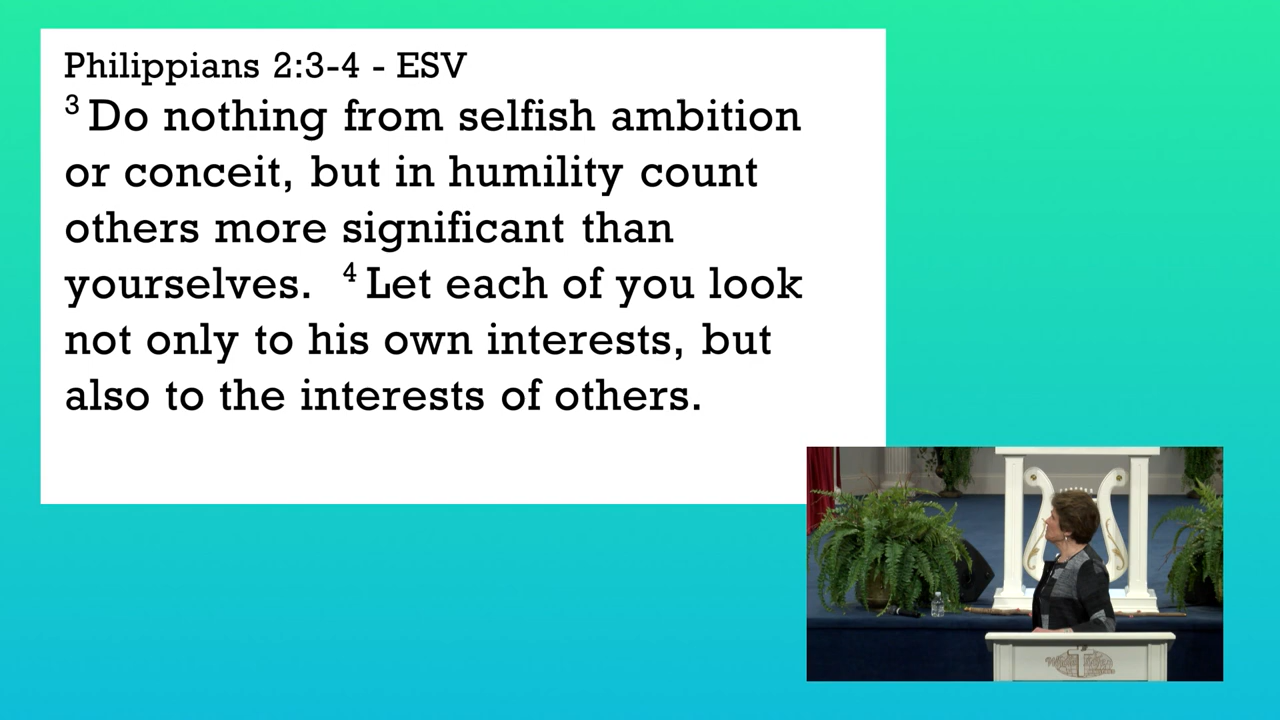 Philippians 2:3-4 - ESV
³ Do nothing from selfish ambition
or conceit, but in humility count
others more significant than
yourselves. ⁴ Let each of you look
not only to his own interests, but
also to the interests of others.